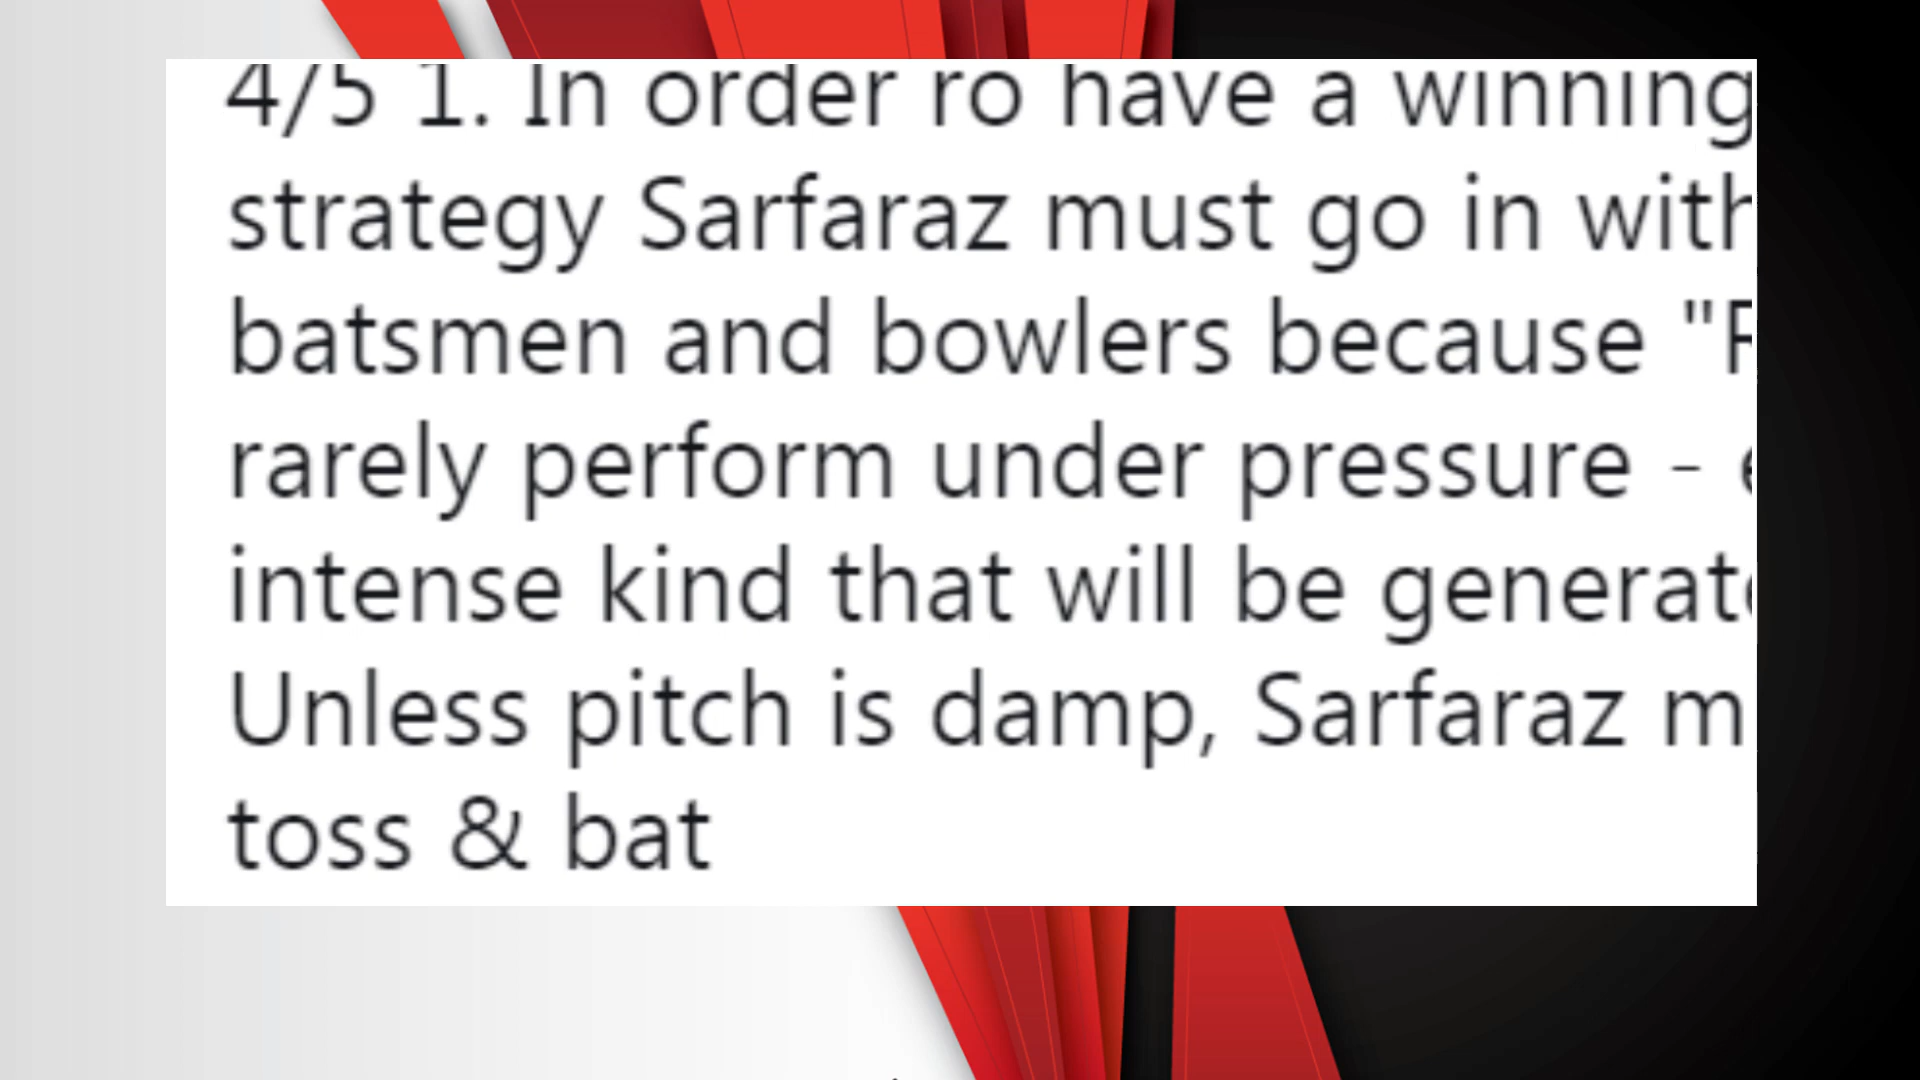 4/5 1. In order ro have a winning
strategy Sarfaraz must go in with
batsmen and bowlers because
rarely perform under pressure -
intense kind that will be
Unless pitch is damp, Sarfaraz
toss & bat